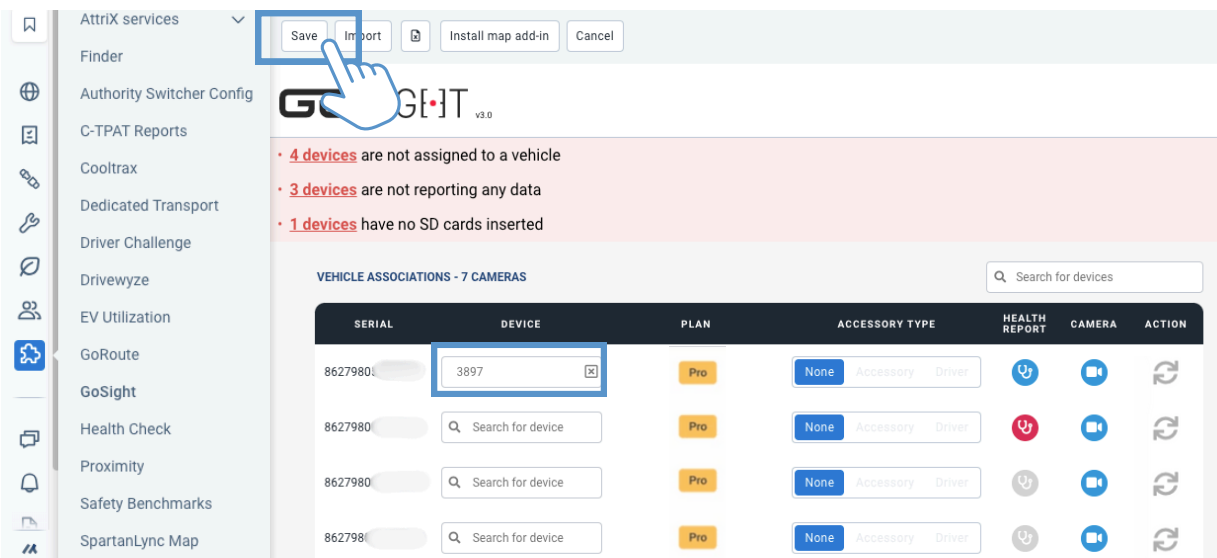 AttriX services
Finder
Authority Switcher Config
C-TPAT Reports
Cooltrax
Dedicated Transport
Driver Challenge
Drivewyze
EV Utilization
GoRoute
GoSight
Health Check
Proximity
Safety Benchmarks
SpartanLync Map
Save Import Install map add-in Cancel
v3.0
• 4 devices are not assigned to a vehicle
• 3 devices are not reporting any data
• 1 devices have no SD cards inserted
VEHICLE ASSOCIATIONS - 7 CAMERAS Search for devices
SERIAL DEVICE PLAN ACCESSORY TYPE HEALTH REPORT CAMERA ACTION
3897 Pro None Accessory Driver
8627980 Search for device Pro None Accessory Driver
8627980 Search for device Pro None Accessory Driver
862798 Search for device Pro None Accessory Driver